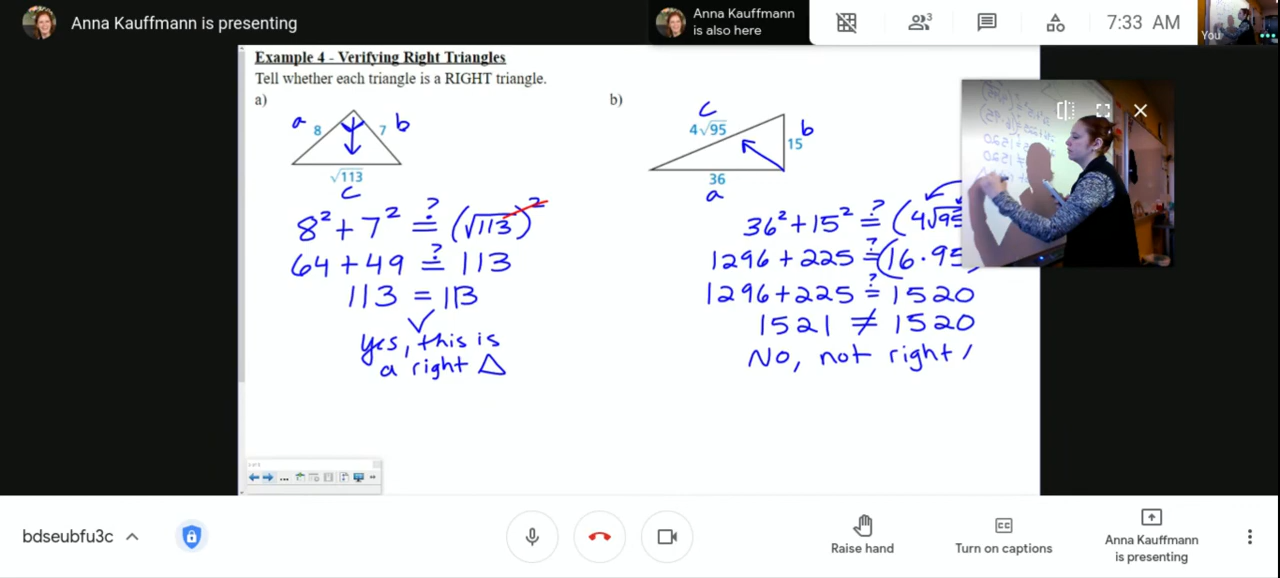 Anna Kauffmann is presenting
Anna Kauffmann is also here
3
7:33 AM
You
Example 4 - Verifying Right Triangles
Tell whether each triangle is a RIGHT triangle.
a)
a 8 7 b
√113
c
8² + 7² ≟ (√113)²
64 + 49 ≟ 113
113 = 113
✓
yes, this is
a right △
b)
c
4√95
b
15
36
a
36² + 15² ≟ (4√95
1296 + 225 ≟ (16·95)
1296 + 225 ≟ 1520
1521 ≠ 1520
No, not right
bdseubfu3c
Raise hand
Turn on captions
Anna Kauffmann
is presenting